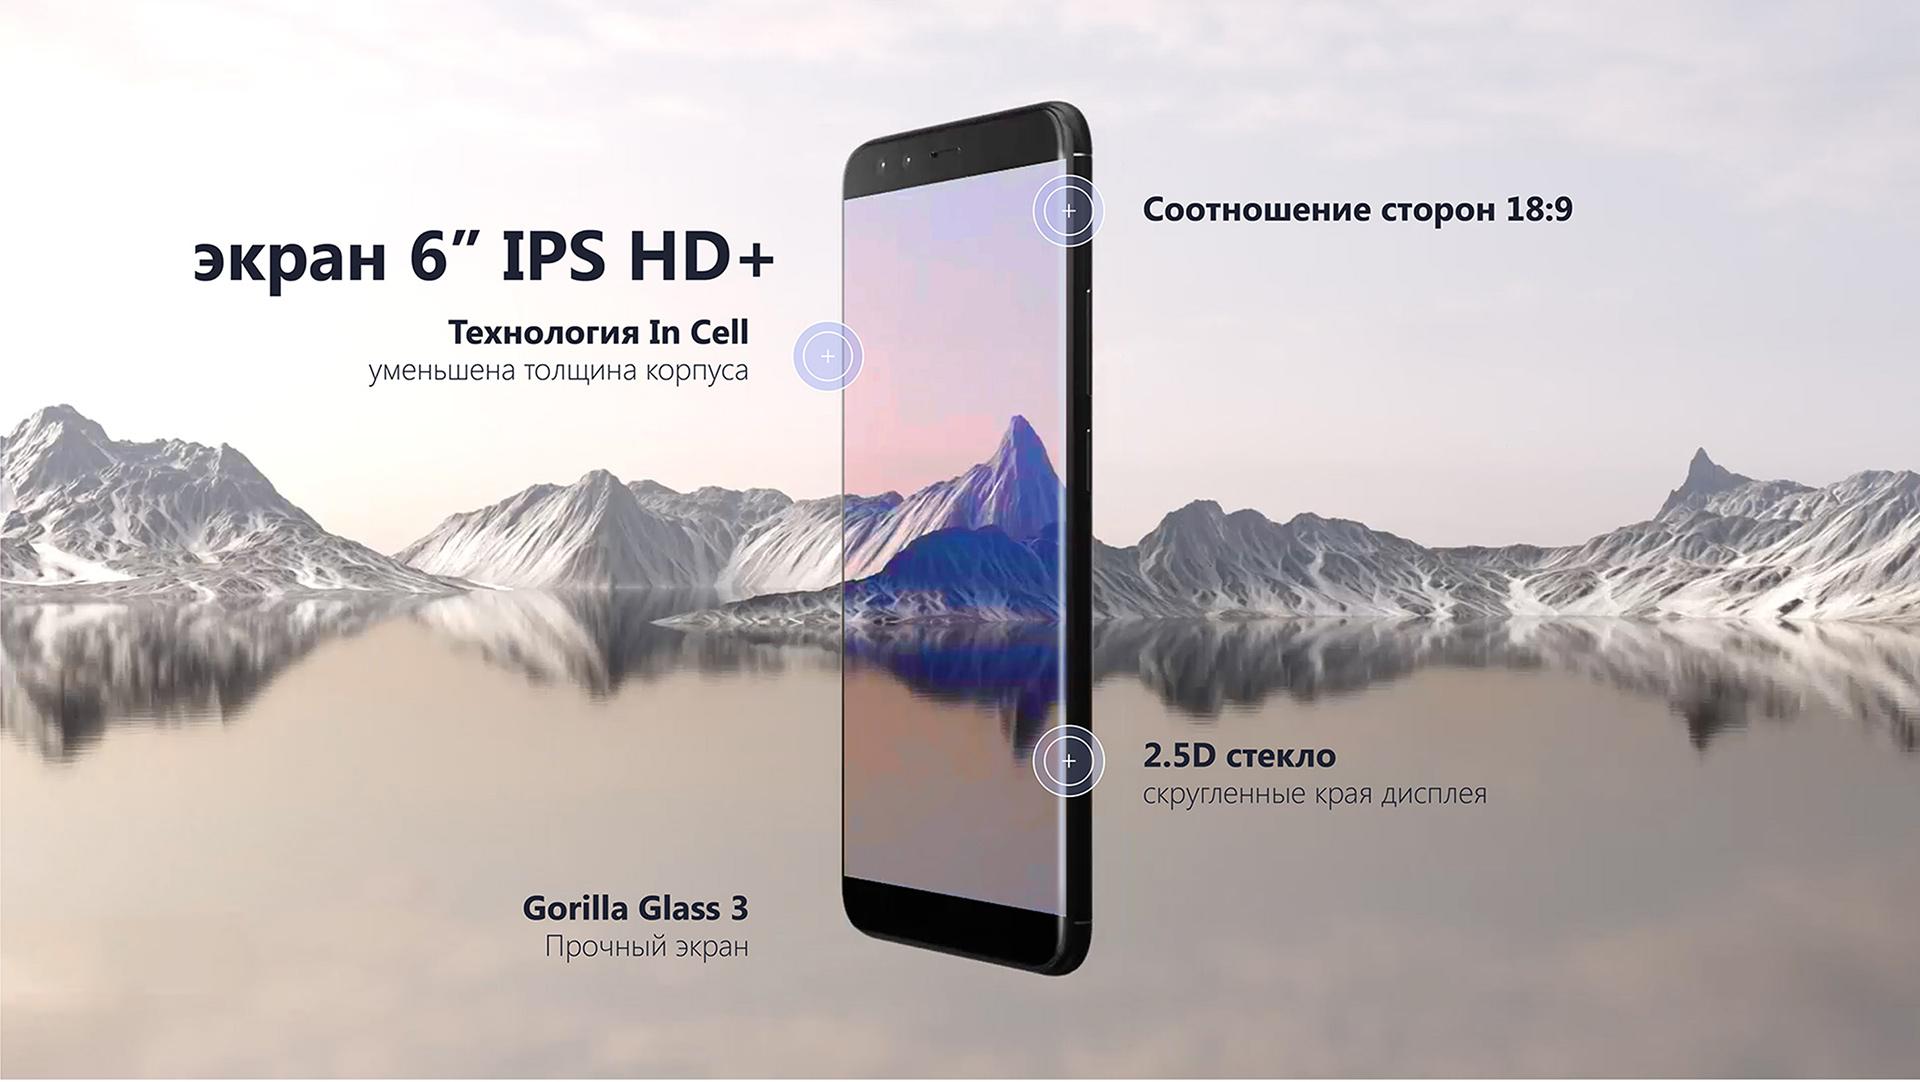 экран 6” IPS HD+
Технология In Cell
уменьшена толщина корпуса
Соотношение сторон 18:9
2.5D стекло
скругленные края дисплея
Gorilla Glass 3
Прочный экран